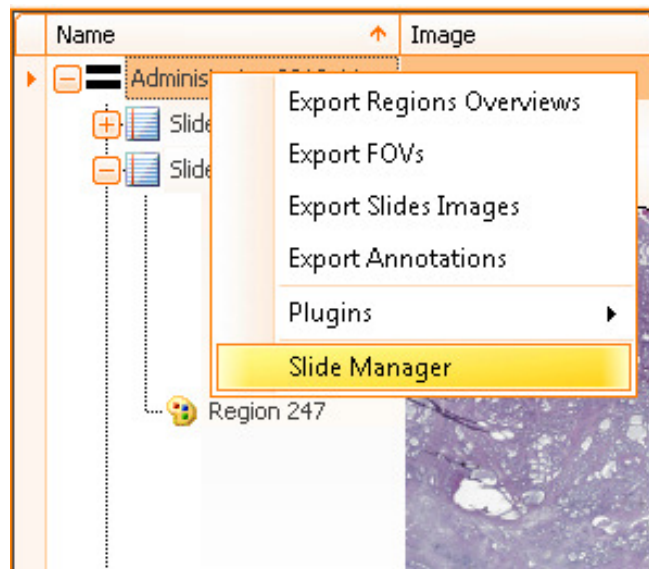 Name
Image
Export Regions Overviews
Export FOVs
Export Slides Images
Export Annotations
Plugins
Slide Manager
Region 247